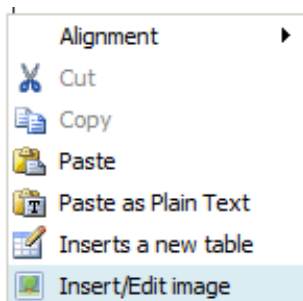 Alignment
Cut
Copy
Paste
Paste as Plain Text
Inserts a new table
Insert/Edit image